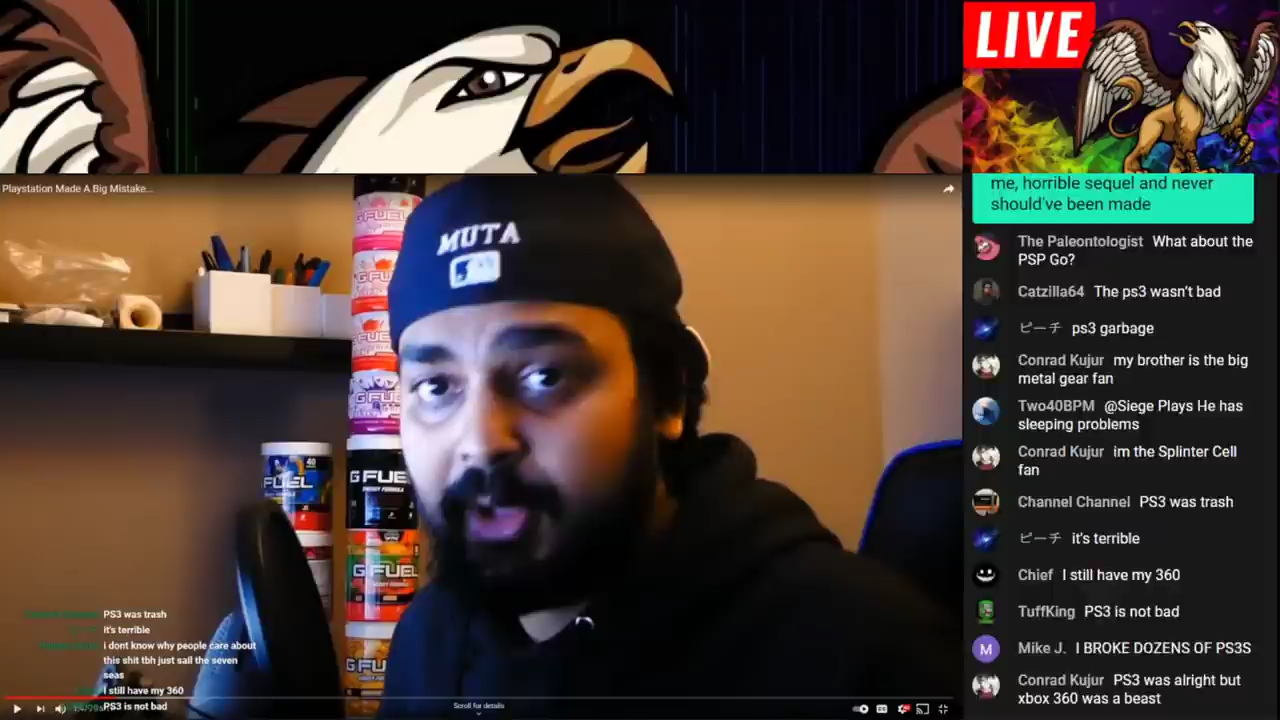 LIVE
Playstation Made A Big Mistake...
MUTA
G FUEL
G FUEL
G FUEL
ENERGY FORMULA
G FUEL
40
FUEL
PS3 was trash
it's terrible
i dont know why people care about
this shit tbh just sail the seven
seas
I still have my 360
PS3 is not bad
Scroll for details
me, horrible sequel and never
should've been made
The Paleontologist What about the
PSP Go?
Catzilla64 The ps3 wasn't bad
ピーチ ps3 garbage
Conrad Kujur my brother is the big
metal gear fan
Two40BPM @Siege Plays He has
sleeping problems
Conrad Kujur im the Splinter Cell
fan
Channel Channel PS3 was trash
ピーチ it's terrible
Chief I still have my 360
TuffKing PS3 is not bad
M
Mike J. I BROKE DOZENS OF PS3S
Conrad Kujur PS3 was alright but
xbox 360 was a beast